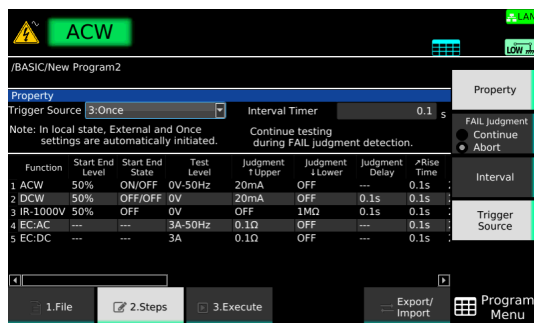 ACW
LAN
LOW
/BASIC/New Program2
Property
Trigger Source 3:Once Interval Timer 0.1 s
Note: In local state, External and Once
settings are automatically initiated.
Continue testing
during FAIL judgment detection.
Function Start End Level Start End State Test Level Judgment ↑Upper Judgment ↓Lower Judgment Delay ↗Rise Time
1 ACW 50% ON/OFF 0V-50Hz 20mA OFF --- 0.1s
2 DCW 50% OFF/OFF 0V 20mA OFF 0.1s 0.1s
3 IR-1000V 50% OFF 0V OFF 1MΩ 0.1s 0.1s
4 EC:AC --- --- 3A-50Hz 0.1Ω OFF --- 0.1s
5 EC:DC --- --- 3A 0.1Ω OFF --- 0.1s
Property
FAIL Judgment
Continue
Abort
Interval
Trigger
Source
1.File
2.Steps
3.Execute
Export/
Import
Program
Menu